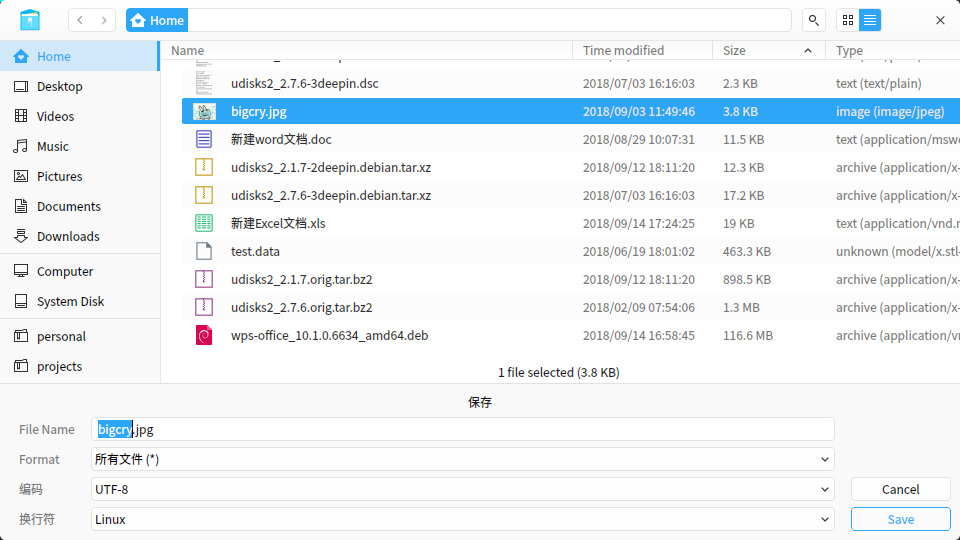 Home
Home
Desktop
Videos
Music
Pictures
Documents
Downloads
Computer
System Disk
personal
projects
Name Time modified Size Type
udisks2_2.7.6-3deepin.dsc 2018/07/03 16:16:03 2.3 KB text (text/plain)
bigcry.jpg 2018/09/03 11:49:46 3.8 KB image (image/jpeg)
新建word文档.doc 2018/08/29 10:07:31 11.5 KB text (application/msw
udisks2_2.1.7-2deepin.debian.tar.xz 2018/09/12 18:11:20 12.3 KB archive (application/x-
udisks2_2.7.6-3deepin.debian.tar.xz 2018/07/03 16:16:03 17.2 KB archive (application/x-
新建Excel文档.xls 2018/09/14 17:24:25 19 KB text (application/vnd.r
test.data 2018/06/19 18:01:02 463.3 KB unknown (model/x.stl-
udisks2_2.1.7.orig.tar.bz2 2018/09/12 18:11:20 898.5 KB archive (application/x-
udisks2_2.7.6.orig.tar.bz2 2018/02/09 07:54:06 1.3 MB archive (application/x-
wps-office_10.1.0.6634_amd64.deb 2018/09/14 16:58:45 116.6 MB archive (application/vn
1 file selected (3.8 KB)
保存
File Name bigcry.jpg
Format 所有文件 (*)
编码 UTF-8 Cancel
换行符 Linux Save